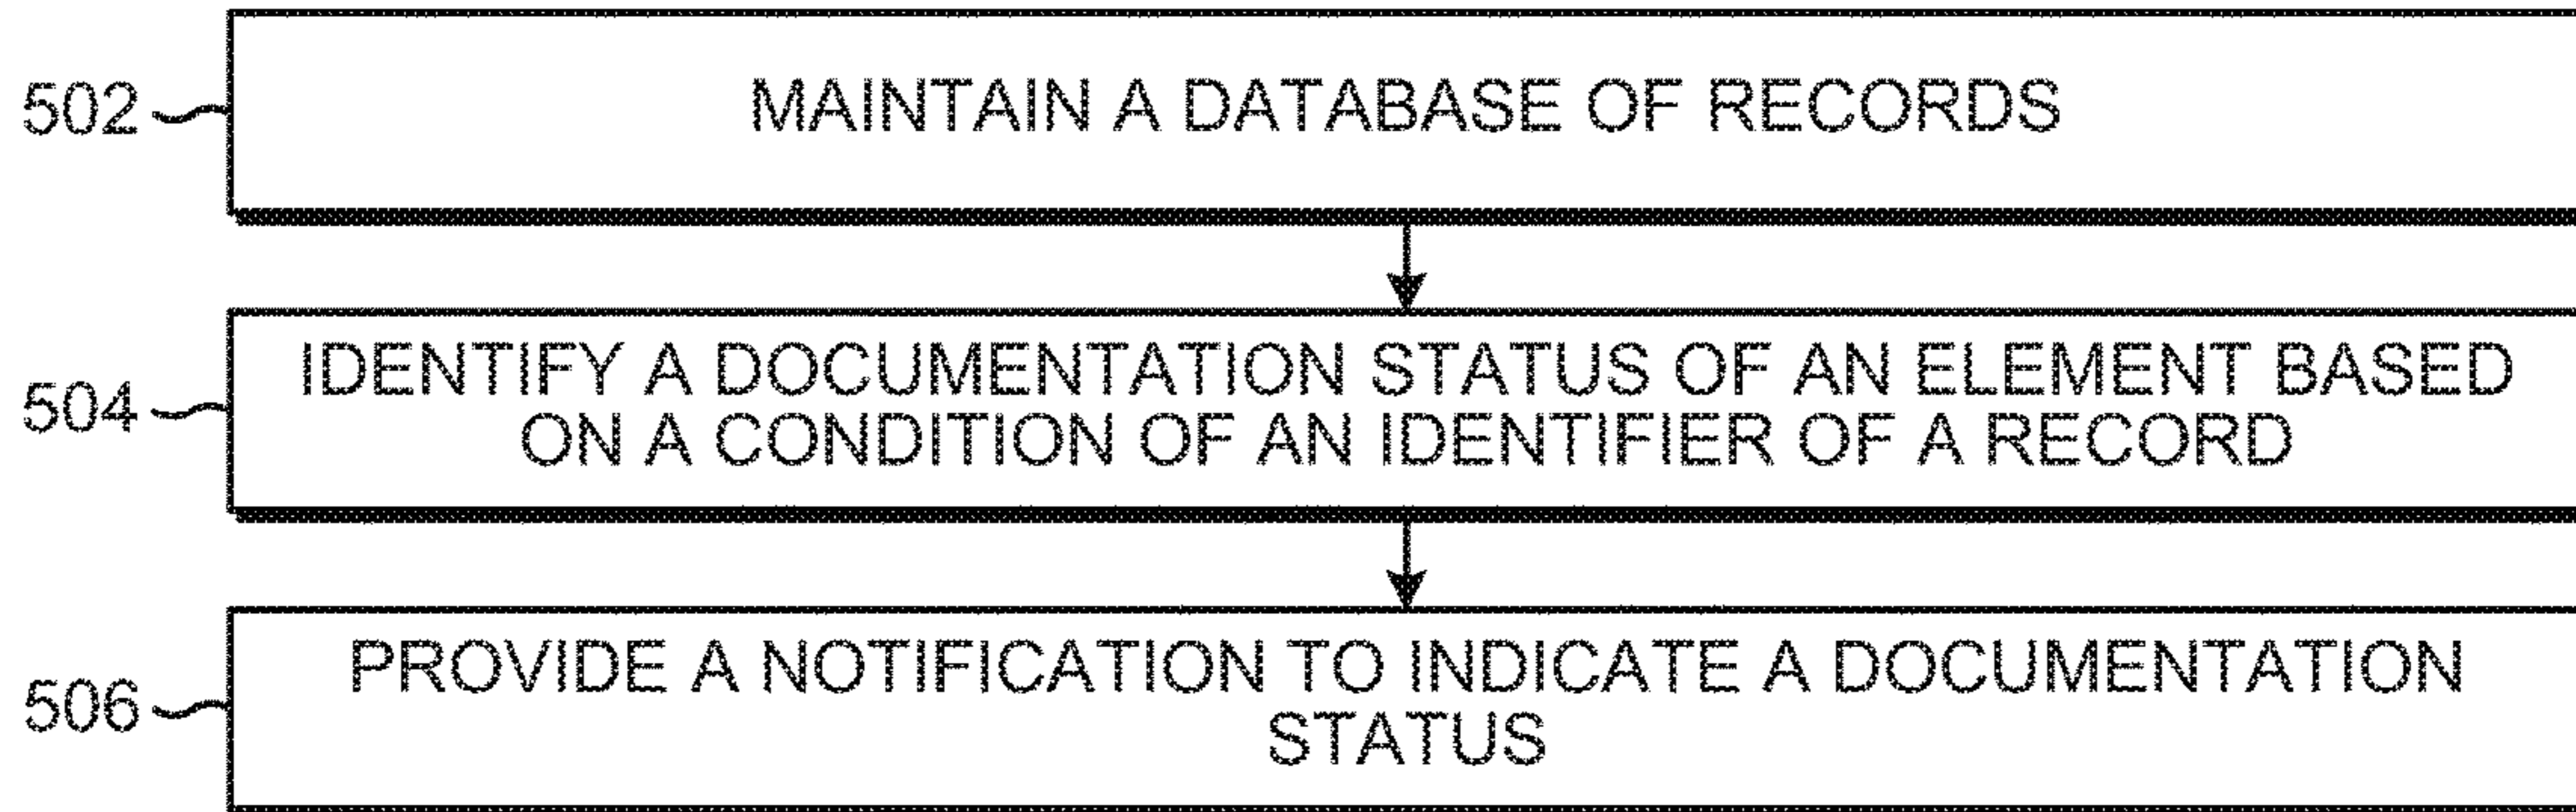 502
MAINTAIN A DATABASE OF RECORDS
504
IDENTIFY A DOCUMENTATION STATUS OF AN ELEMENT BASED
ON A CONDITION OF AN IDENTIFIER OF A RECORD
506
PROVIDE A NOTIFICATION TO INDICATE A DOCUMENTATION
STATUS